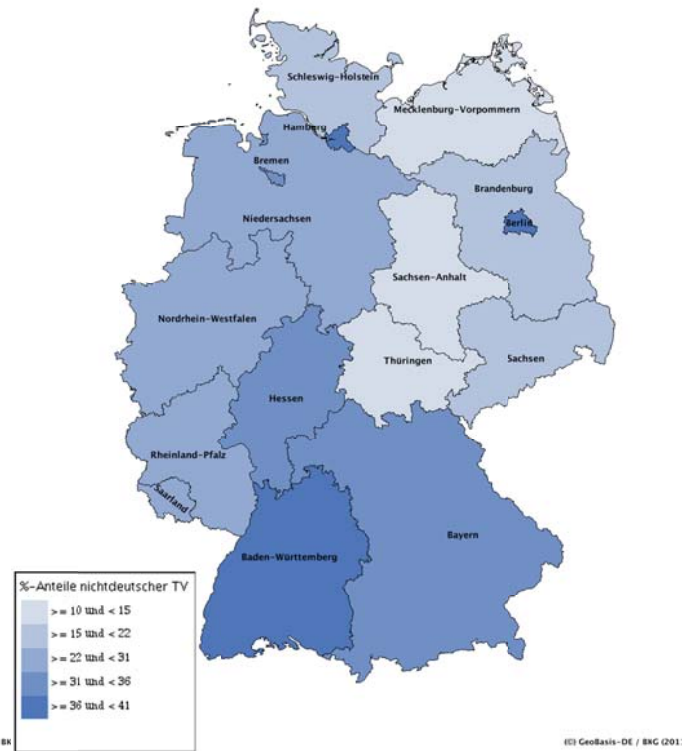 Schleswig-Holstein
Mecklenburg-Vorpommern
Hamburg
Bremen
Brandenburg
Berlin
Niedersachsen
Sachsen-Anhalt
Nordrhein-Westfalen
Thüringen
Sachsen
Hessen
Rheinland-Pfalz
Saarland
Bayern
Baden-Württemberg
%-Anteile nichtdeutscher TV
>= 10 und < 15
>= 15 und < 22
>= 22 und < 31
>= 31 und < 36
>= 36 und < 41
BK
(C) GeoBasis-DE / BKG (201